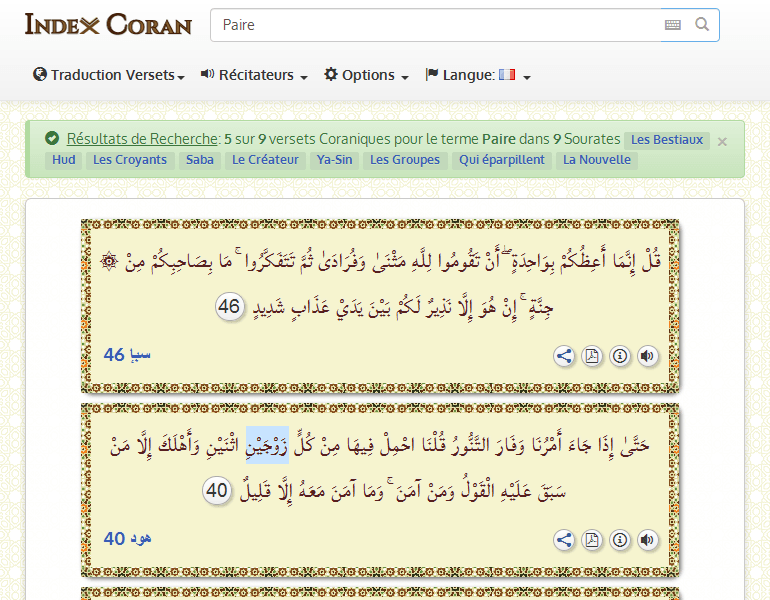 Index Coran
Paire
Traduction Versets
Récitateurs
Options
Langue:
Résultats de Recherche: 5 sur 9 versets Coraniques pour le terme Paire dans 9 Sourates Les Bestiaux ×
Hud Les Croyants Saba Le Créateur Ya-Sin Les Groupes Qui éparpillent La Nouvelle
۞ قُلْ إِنَّمَا أَعِظُكُمْ بِوَاحِدَةٍ ۖ أَنْ تَقُومُوا لِلَّهِ مَثْنَىٰ وَفُرَادَىٰ ثُمَّ تَتَفَكَّرُوا ۚ مَا بِصَاحِبِكُمْ مِنْ
جِنَّةٍ ۚ إِنْ هُوَ إِلَّا نَذِيرٌ لَكُمْ بَيْنَ يَدَيْ عَذَابٍ شَدِيدٍ 46
سبإ 46
حَتَّىٰ إِذَا جَاءَ أَمْرُنَا وَفَارَ التَّنُّورُ قُلْنَا احْمِلْ فِيهَا مِنْ كُلٍّ زَوْجَيْنِ اثْنَيْنِ وَأَهْلَكَ إِلَّا مَنْ
سَبَقَ عَلَيْهِ الْقَوْلُ وَمَنْ آمَنَ ۚ وَمَا آمَنَ مَعَهُ إِلَّا قَلِيلٌ 40
هود 40